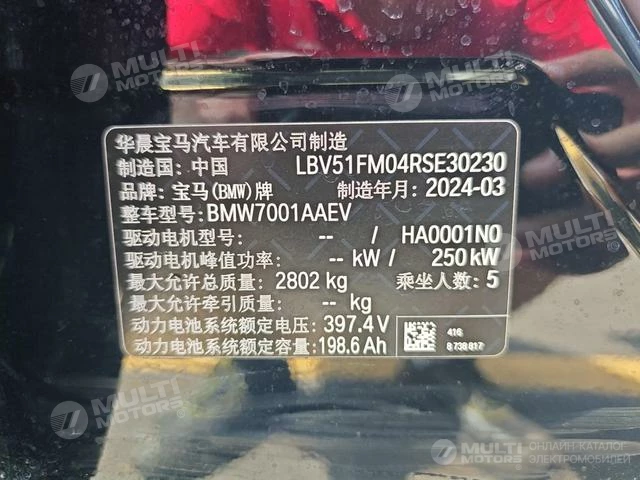 MULTI MOTORS
MULTI MOTORS
华晨宝马汽车有限公司制造
制造国: 中国 LBV51FM04RSE30230
品牌: 宝马(BMW)牌 制造年月: 2024-03
整车型号: BMW7001AAEV
驱动电机型号: -- / HA0001N0
驱动电机峰值功率: -- kW / 250 kW
最大允许总质量: 2802 kg 乘坐人数: 5
最大允许牵引质量: -- kg
动力电池系统额定电压: 397.4 V
动力电池系统额定容量: 198.6 Ah
416
8 738 817
MULTI MOTORS
MULTI MOTORS
MULTI MOTORS
ОНЛАЙН-КАТАЛОГ
ЭЛЕКТРОМОБИЛЕЙ